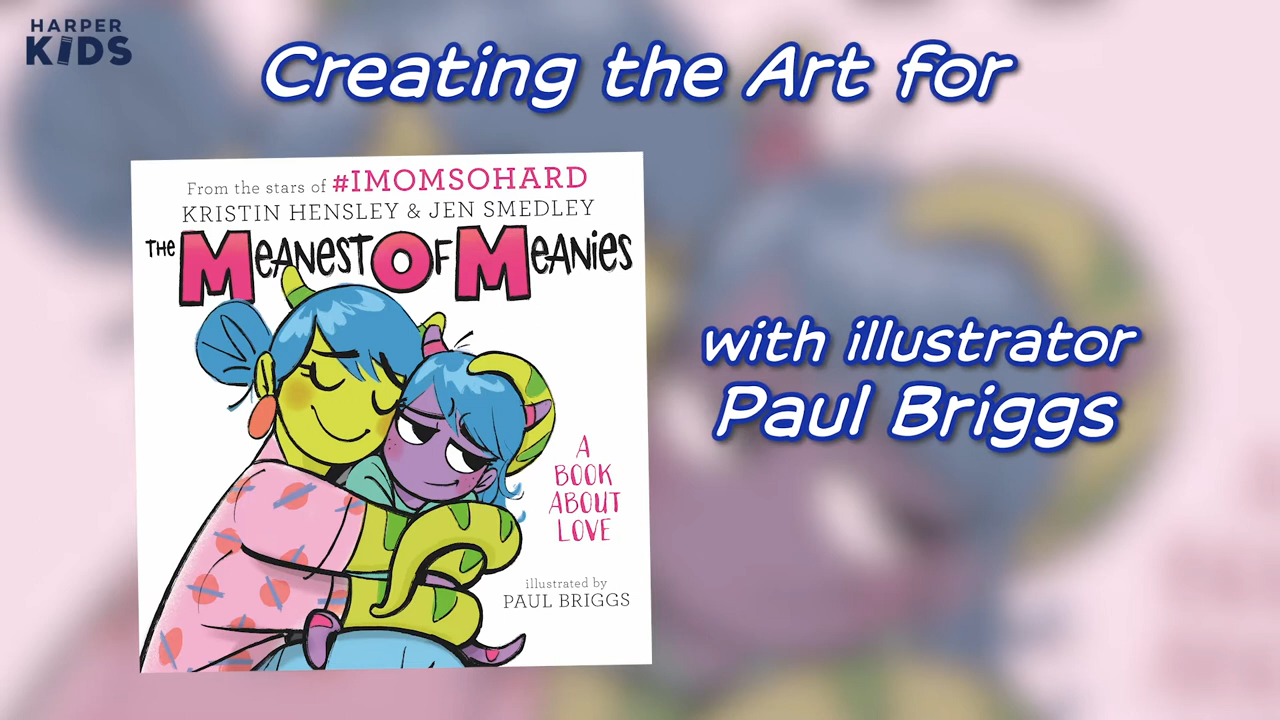 HARPER
KIDS
Creating the Art for
From the stars of #IMOMSOHARD
KRISTIN HENSLEY & JEN SMEDLEY
THE MEANEST OF MEANIES
A
BOOK
ABOUT
LOVE
illustrated by
PAUL BRIGGS
with illustrator
Paul Briggs